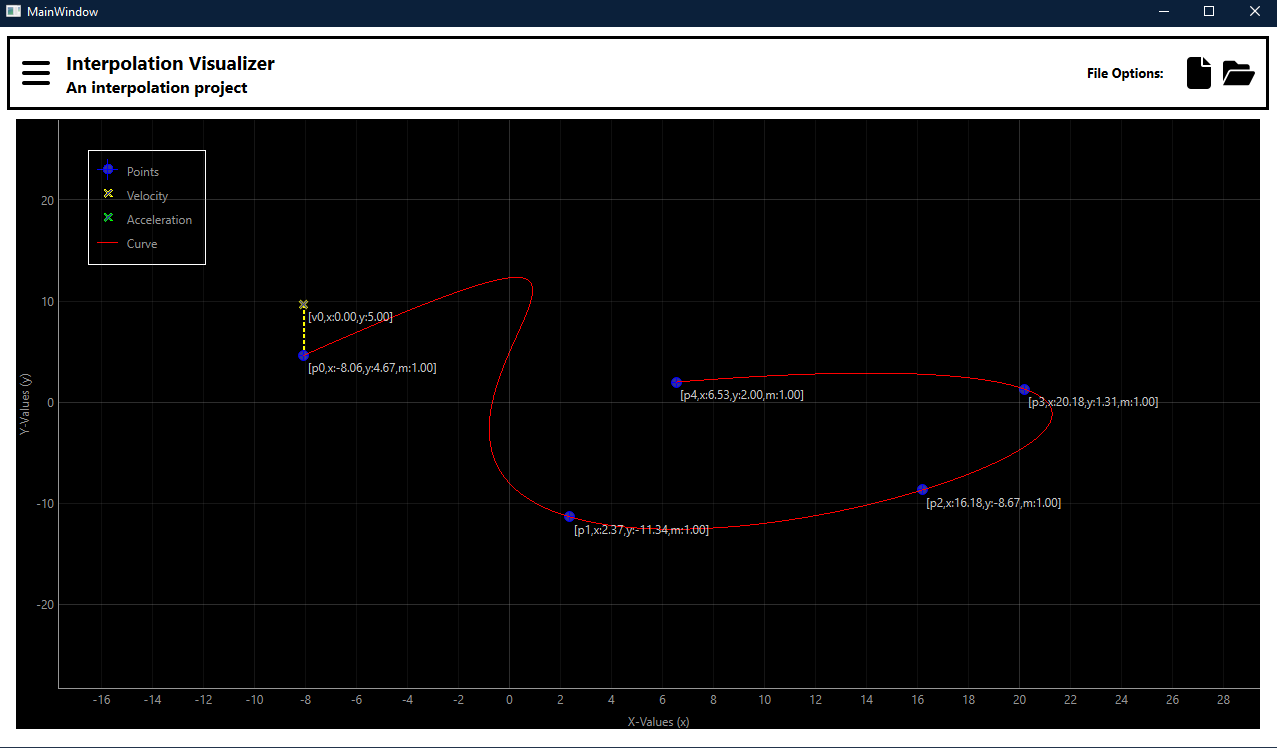 MainWindow
Interpolation Visualizer
An interpolation project
File Options:
Points
Velocity
Acceleration
Curve
20
10
0
-10
-20
Y-Values (y)
[v0,x:0.00,y:5.00]
[p0,x:-8.06,y:4.67,m:1.00]
[p4,x:6.53,y:2.00,m:1.00]
[p3,x:20.18,y:1.31,m:1.00]
[p2,x:16.18,y:-8.67,m:1.00]
[p1,x:2.37,y:-11.34,m:1.00]
-16 -14 -12 -10 -8 -6 -4 -2 0 2 4 6 8 10 12 14 16 18 20 22 24 26 28
X-Values (x)